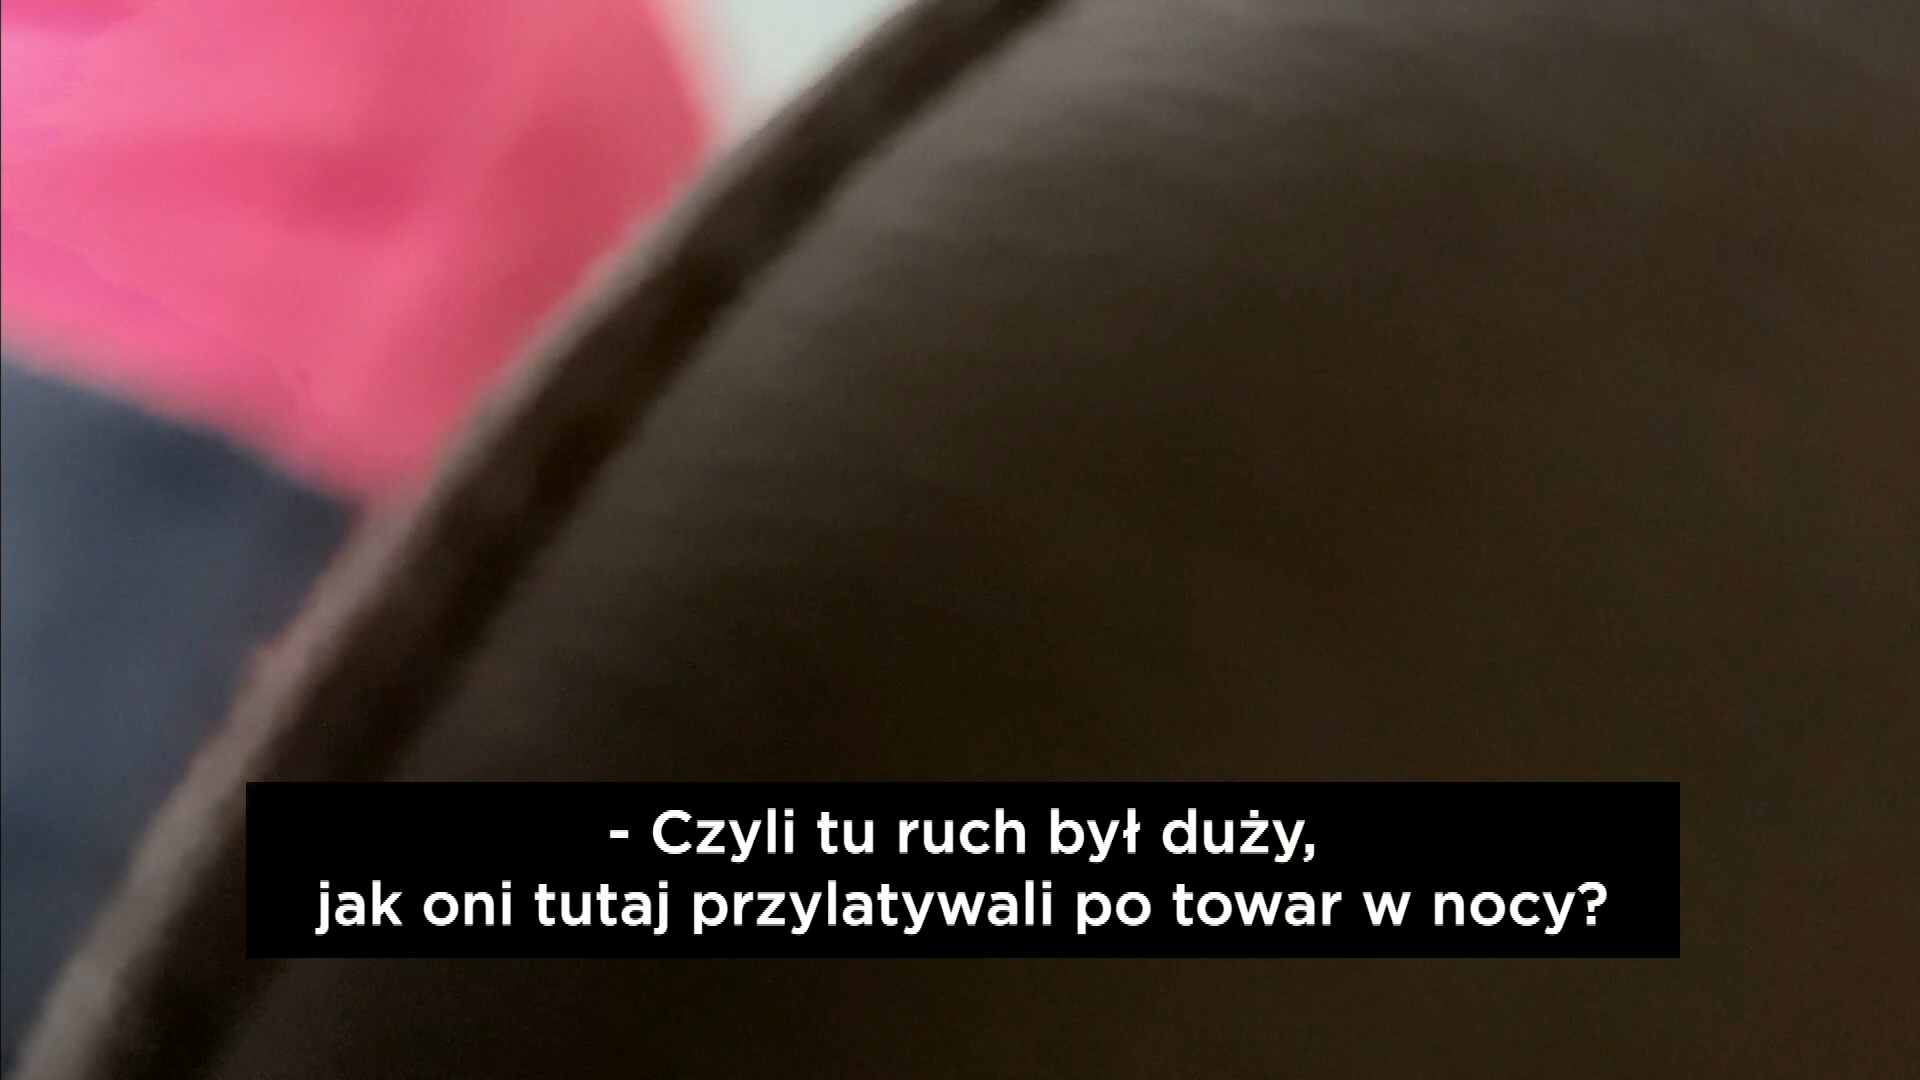 - Czyli tu ruch był duży,
jak oni tutaj przylatywali po towar w nocy?